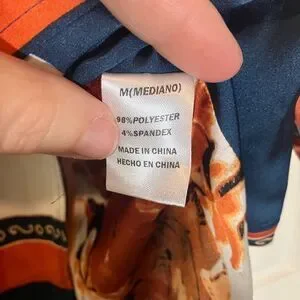 M(MEDIANO)
96%POLYESTER
4%SPANDEX
MADE IN CHINA
HECHO EN CHINA